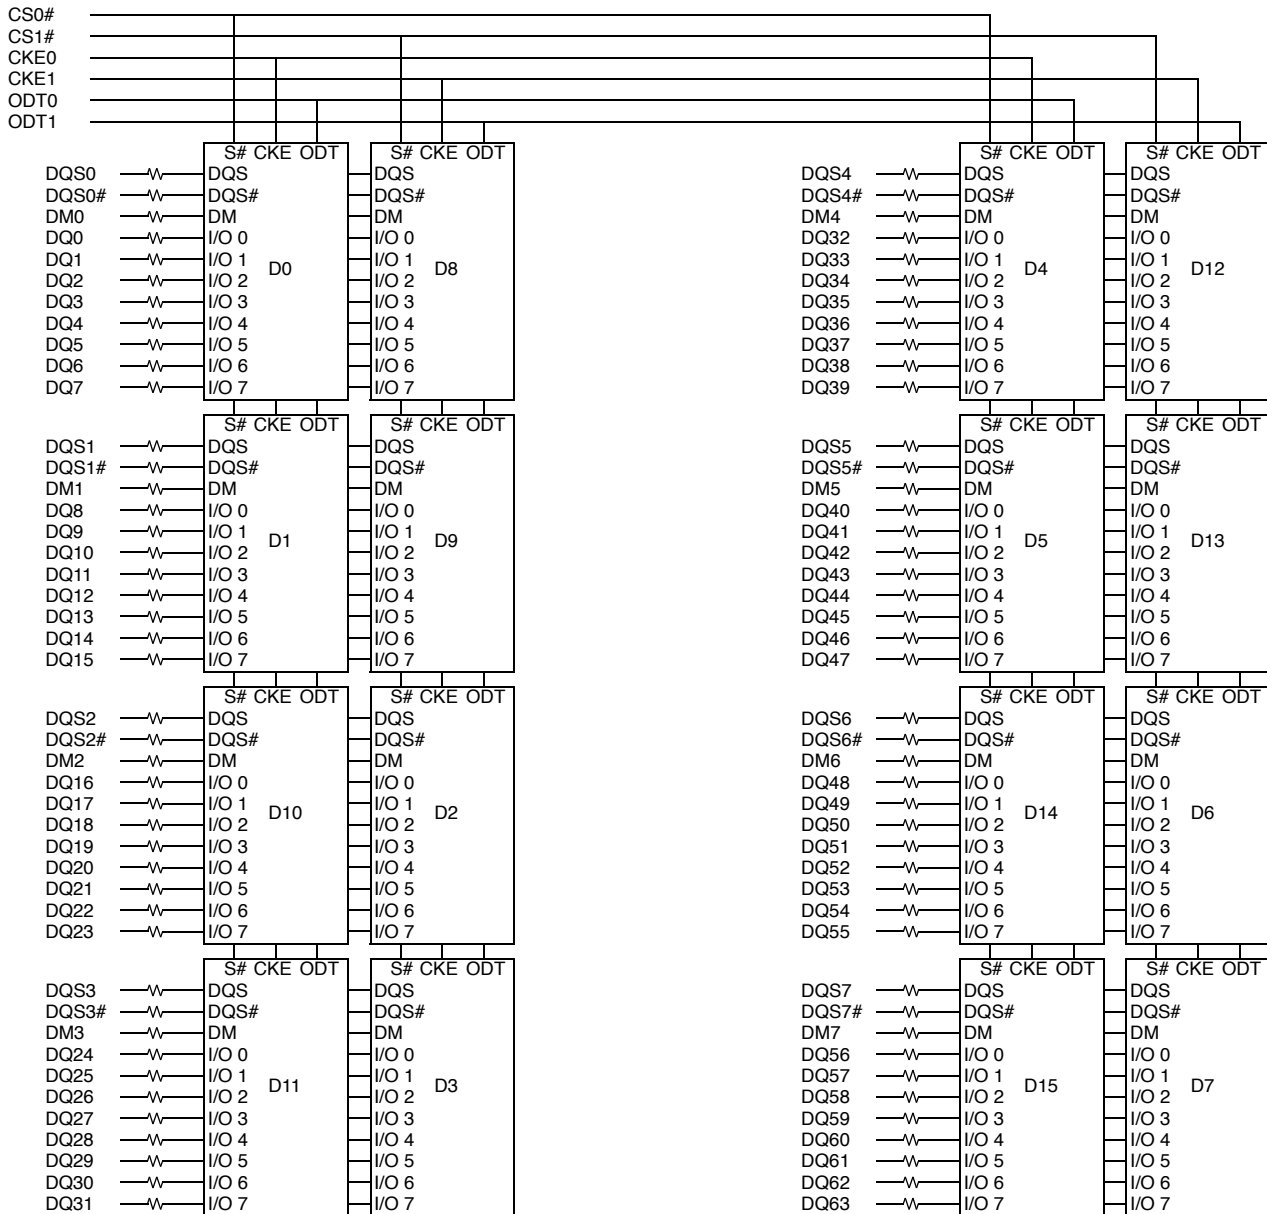 CS0#
CS1#
CKE0
CKE1
ODT0
ODT1
S# CKE ODT S# CKE ODT S# CKE ODT S# CKE ODT
DQS0 DQS DQS DQS4 DQS DQS
DQS0# DQS# DQS# DQS4# DQS# DQS#
DM0 DM DM DM4 DM DM
DQ0 I/O 0 I/O 0 DQ32 I/O 0 I/O 0
DQ1 I/O 1 I/O 1 DQ33 I/O 1 I/O 1
D0 D8 D4 D12
DQ2 I/O 2 I/O 2 DQ34 I/O 2 I/O 2
DQ3 I/O 3 I/O 3 DQ35 I/O 3 I/O 3
DQ4 I/O 4 I/O 4 DQ36 I/O 4 I/O 4
DQ5 I/O 5 I/O 5 DQ37 I/O 5 I/O 5
DQ6 I/O 6 I/O 6 DQ38 I/O 6 I/O 6
DQ7 I/O 7 I/O 7 DQ39 I/O 7 I/O 7
S# CKE ODT S# CKE ODT S# CKE ODT S# CKE ODT
DQS1 DQS DQS DQS5 DQS DQS
DQS1# DQS# DQS# DQS5# DQS# DQS#
DM1 DM DM DM5 DM DM
DQ8 I/O 0 I/O 0 DQ40 I/O 0 I/O 0
DQ9 I/O 1 I/O 1 DQ41 I/O 1 I/O 1
D1 D9 D5 D13
DQ10 I/O 2 I/O 2 DQ42 I/O 2 I/O 2
DQ11 I/O 3 I/O 3 DQ43 I/O 3 I/O 3
DQ12 I/O 4 I/O 4 DQ44 I/O 4 I/O 4
DQ13 I/O 5 I/O 5 DQ45 I/O 5 I/O 5
DQ14 I/O 6 I/O 6 DQ46 I/O 6 I/O 6
DQ15 I/O 7 I/O 7 DQ47 I/O 7 I/O 7
S# CKE ODT S# CKE ODT S# CKE ODT S# CKE ODT
DQS2 DQS DQS DQS6 DQS DQS
DQS2# DQS# DQS# DQS6# DQS# DQS#
DM2 DM DM DM6 DM DM
DQ16 I/O 0 I/O 0 DQ48 I/O 0 I/O 0
DQ17 I/O 1 I/O 1 DQ49 I/O 1 I/O 1
D10 D2 D14 D6
DQ18 I/O 2 I/O 2 DQ50 I/O 2 I/O 2
DQ19 I/O 3 I/O 3 DQ51 I/O 3 I/O 3
DQ20 I/O 4 I/O 4 DQ52 I/O 4 I/O 4
DQ21 I/O 5 I/O 5 DQ53 I/O 5 I/O 5
DQ22 I/O 6 I/O 6 DQ54 I/O 6 I/O 6
DQ23 I/O 7 I/O 7 DQ55 I/O 7 I/O 7
S# CKE ODT S# CKE ODT S# CKE ODT S# CKE ODT
DQS3 DQS DQS DQS7 DQS DQS
DQS3# DQS# DQS# DQS7# DQS# DQS#
DM3 DM DM DM7 DM DM
DQ24 I/O 0 I/O 0 DQ56 I/O 0 I/O 0
DQ25 I/O 1 I/O 1 DQ57 I/O 1 I/O 1
D11 D3 D15 D7
DQ26 I/O 2 I/O 2 DQ58 I/O 2 I/O 2
DQ27 I/O 3 I/O 3 DQ59 I/O 3 I/O 3
DQ28 I/O 4 I/O 4 DQ60 I/O 4 I/O 4
DQ29 I/O 5 I/O 5 DQ61 I/O 5 I/O 5
DQ30 I/O 6 I/O 6 DQ62 I/O 6 I/O 6
DQ31 I/O 7 I/O 7 DQ63 I/O 7 I/O 7